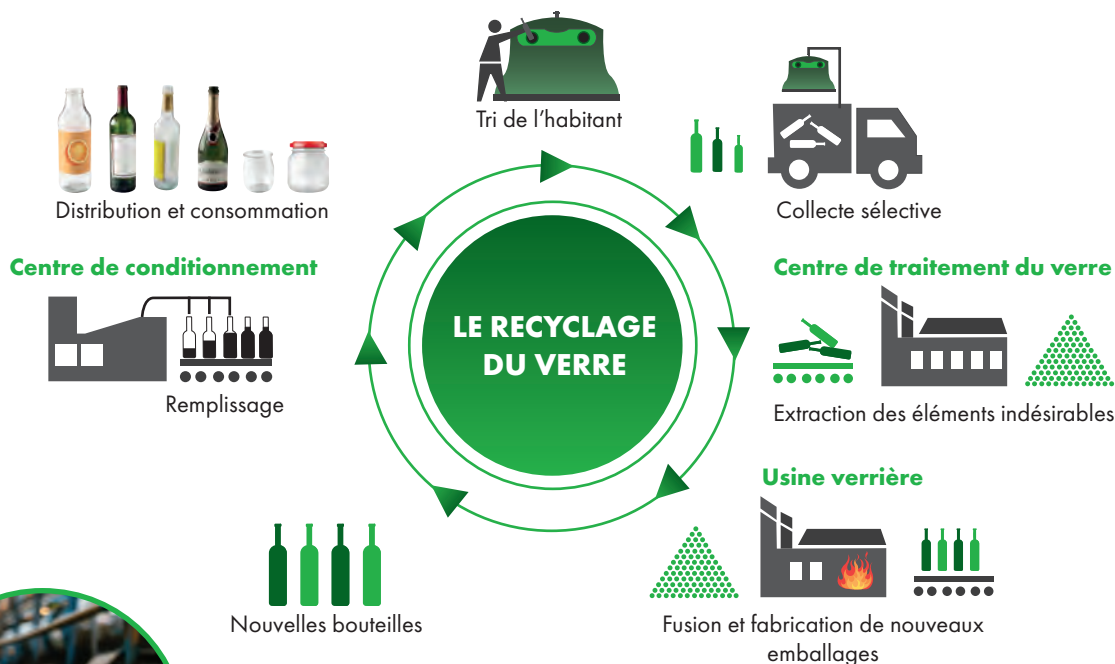 Tri de l'habitant
Collecte sélective
Centre de traitement du verre
Extraction des éléments indésirables
Usine verrière
Fusion et fabrication de nouveaux
emballages
Nouvelles bouteilles
Centre de conditionnement
Remplissage
Distribution et consommation
LE RECYCLAGE
DU VERRE